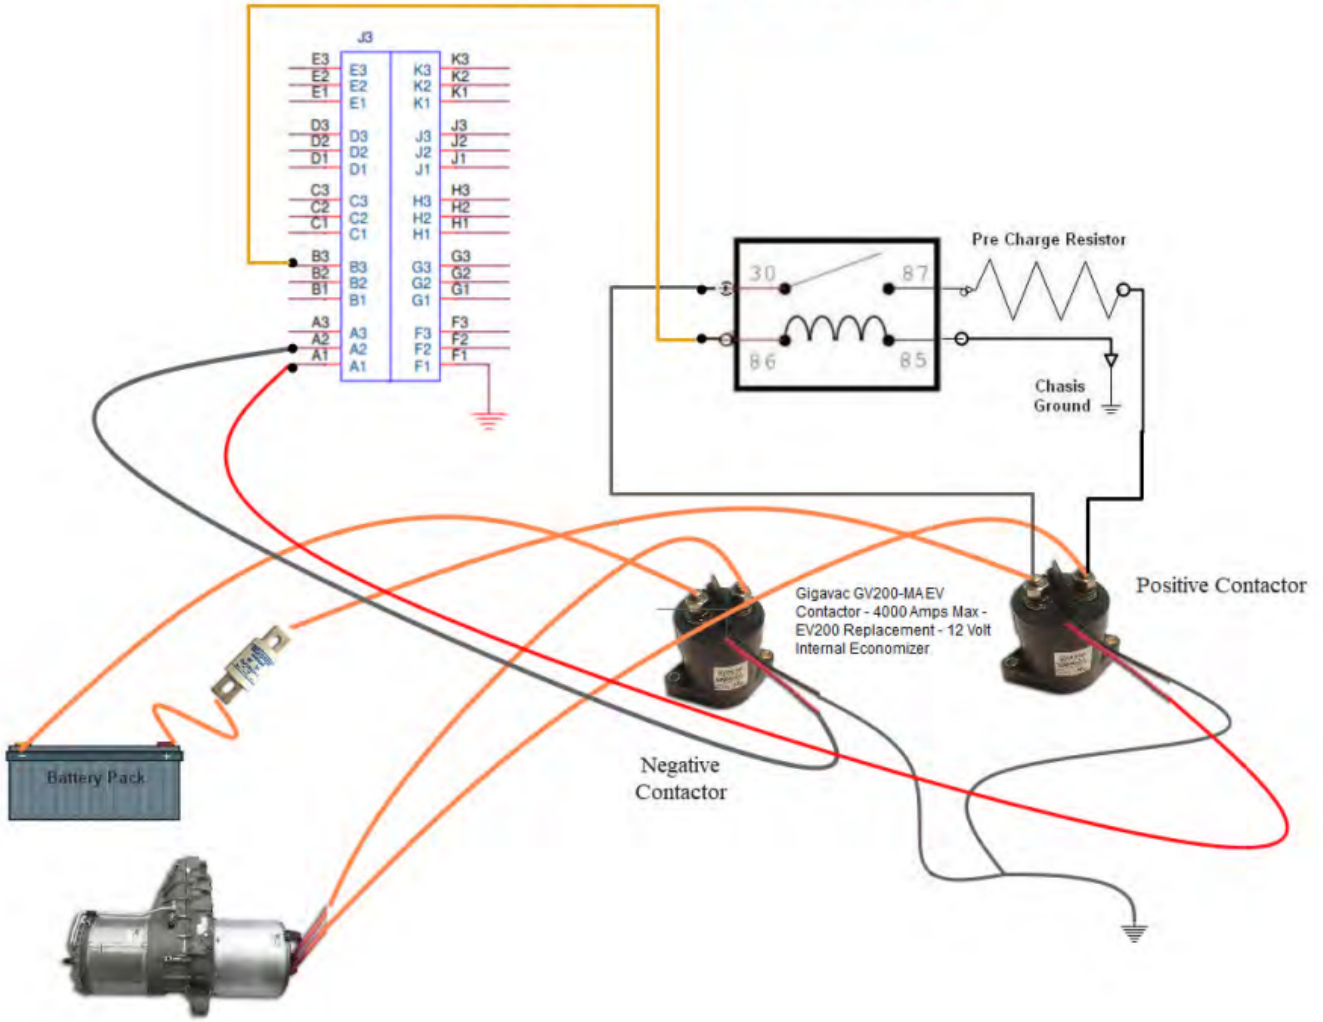 J3
E3 E3 K3 K3
E2 E2 K2 K2
E1 E1 K1 K1
D3 D3 J3 J3
D2 D2 J2 J2
D1 D1 J1 J1
C3 C3 H3 H3
C2 C2 H2 H2
C1 C1 H1 H1
B3 B3 G3 G3
B2 B2 G2 G2
B1 B1 G1 G1
A3 A3 F3 F3
A2 A2 F2 F2
A1 A1 F1 F1
Pre Charge Resistor
30 87
86 85
Chasis
Ground
Positive Contactor
Gigavac GV200-MAEV
Contactor - 4000 Amps Max -
EV200 Replacement - 12 Volt
Internal Economizer
Negative
Contactor
- +
Battery Pack